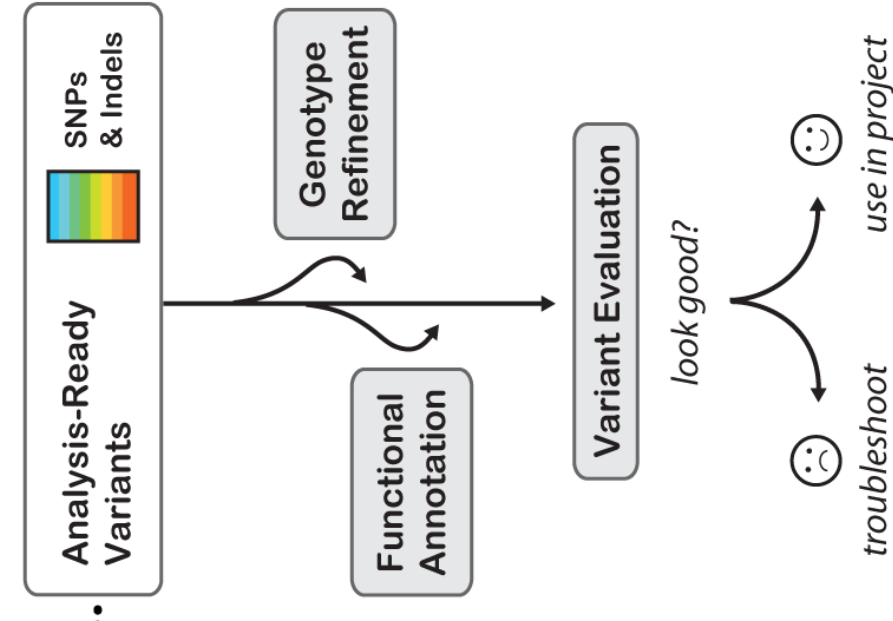 Analysis-Ready
Variants
SNPs
& Indels
Genotype
Refinement
Functional
Annotation
Variant Evaluation
look good?
troubleshoot
use in project